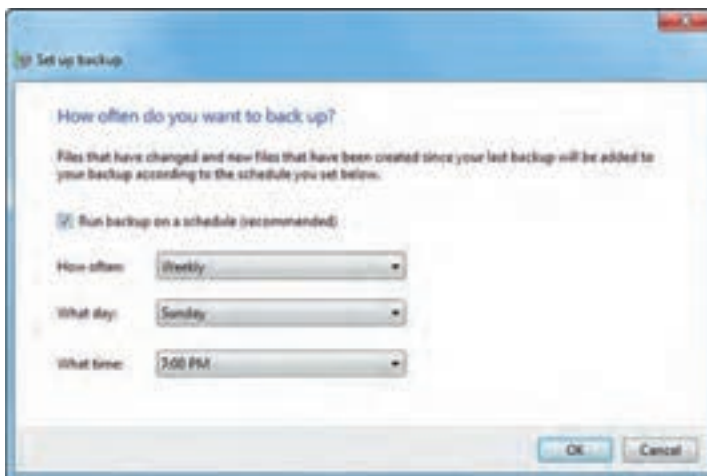 Set up backup
How often do you want to back up?
Files that have changed and new files that have been created since your last backup will be added to
your backup according to the schedule you set below.
Run backup on a schedule (recommended)
How often: Weekly
What day: Sunday
What time: 7:00 PM
OK Cancel